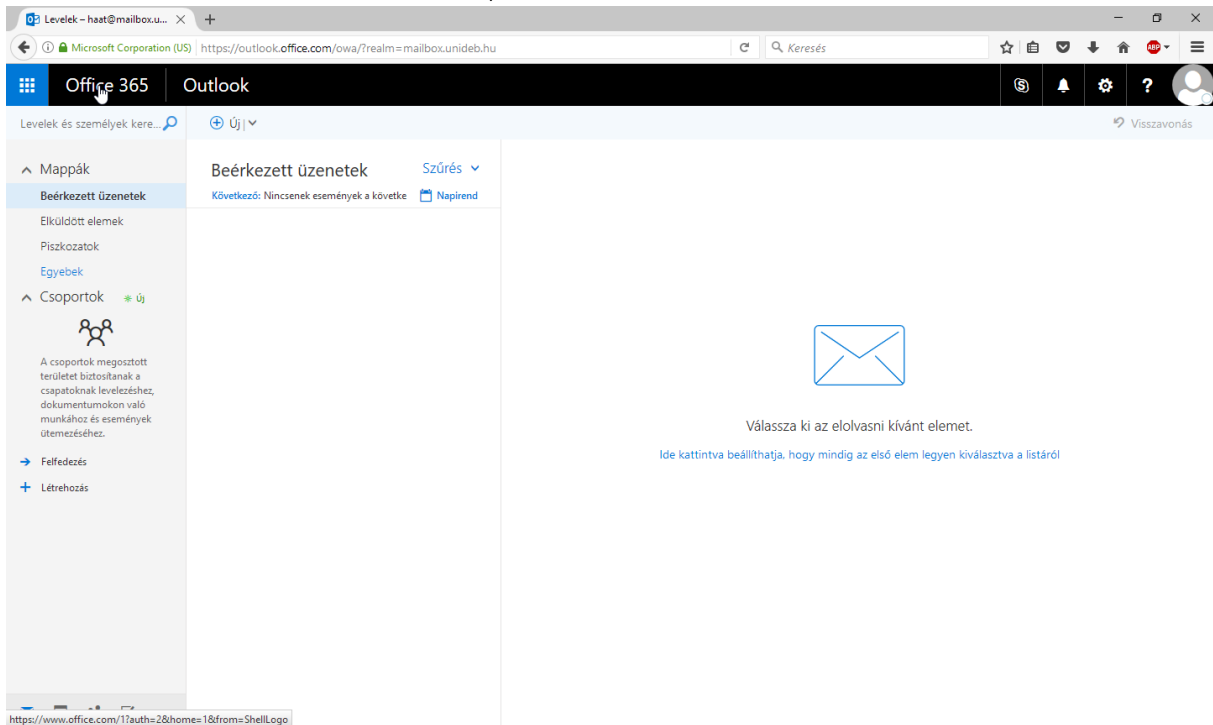 Levelek – haat@mailbox.u...
Microsoft Corporation (US)
https://outlook.office.com/owa/?realm=mailbox.unideb.hu
Keresés
ABP
Office 365
Outlook
?
Levelek és személyek kere...
Új
Visszavonás
Mappák
Beérkezett üzenetek
Elküldött elemek
Piszkozatok
Egyebek
Csoportok
Új
A csoportok megosztott
területet biztosítanak a
csapatoknak levelezéshez,
dokumentumokon való
munkához és események
ütemezéséhez.
Felfedezés
Létrehozás
Beérkezett üzenetek
Szűrés
Következő: Nincsenek események a követke
Napirend
Válassza ki az elolvasni kívánt elemet.
Ide kattintva beállíthatja, hogy mindig az első elem legyen kiválasztva a listáról
https://www.office.com/1?auth=2&home=1&from=ShellLogo